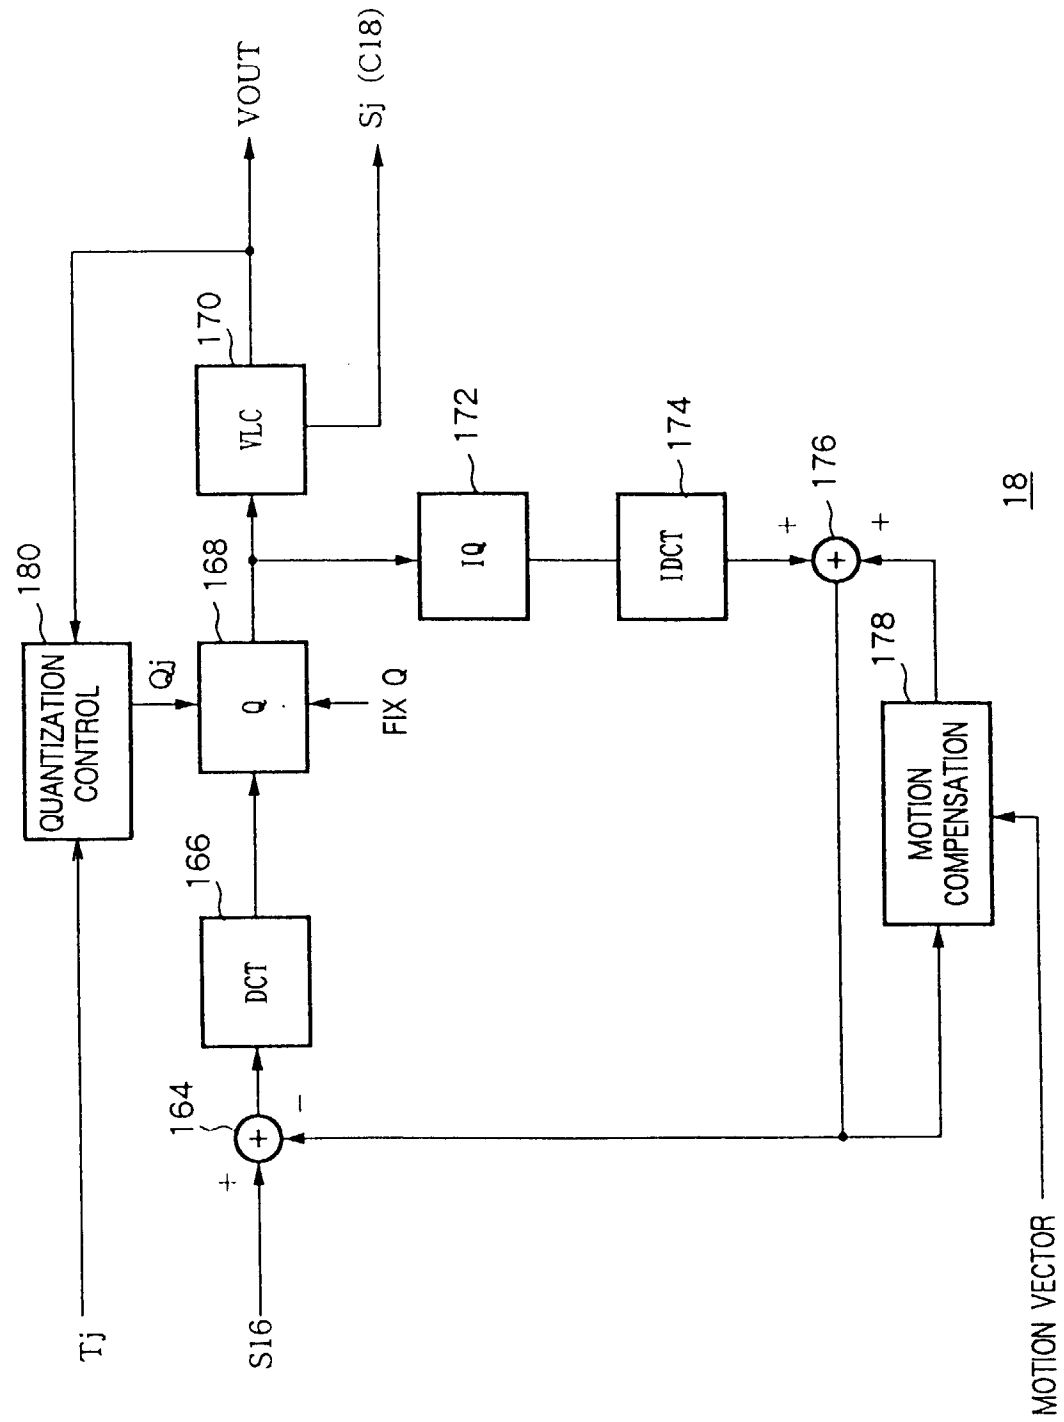 Tj
QUANTIZATION
CONTROL
180
Qj
S16
+
164
+
−
DCT
166
Q
168
FIX Q
VLC
170
VOUT
Sj (C18)
IQ
172
IDCT
174
+
+
176
+
MOTION
COMPENSATION
178
MOTION VECTOR
18